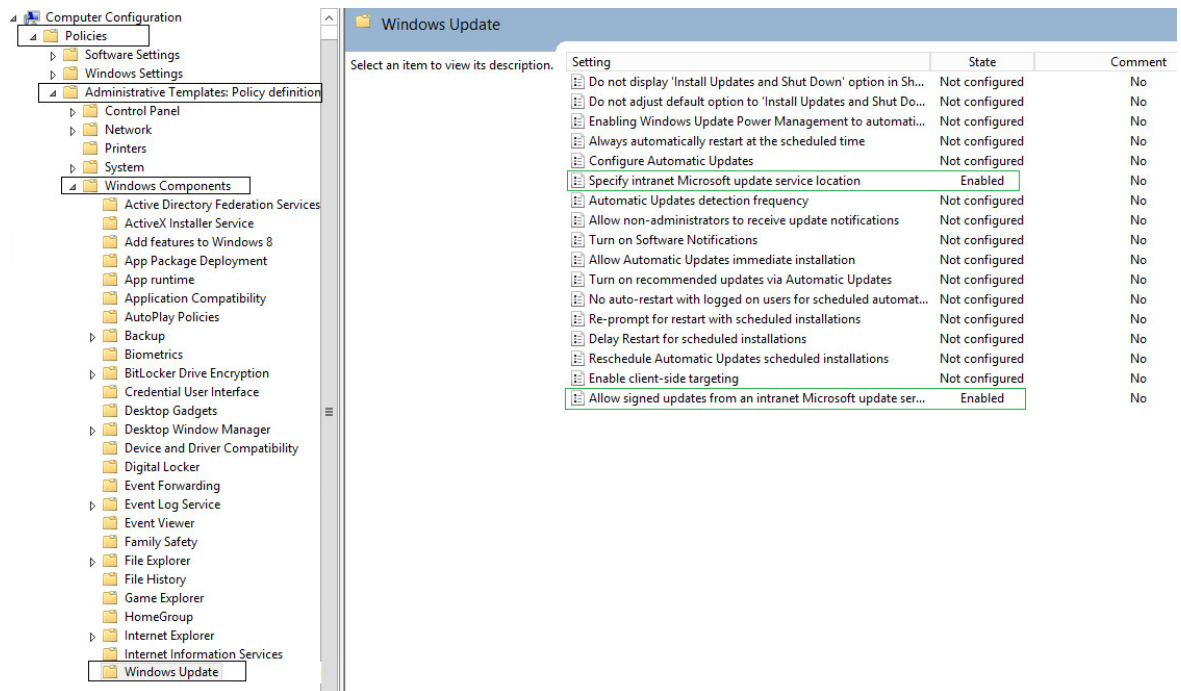 Computer Configuration
Policies
Software Settings
Windows Settings
Administrative Templates: Policy definition
Control Panel
Network
Printers
System
Windows Components
Active Directory Federation Services
ActiveX Installer Service
Add features to Windows 8
App Package Deployment
App runtime
Application Compatibility
AutoPlay Policies
Backup
Biometrics
BitLocker Drive Encryption
Credential User Interface
Desktop Gadgets
Desktop Window Manager
Device and Driver Compatibility
Digital Locker
Event Forwarding
Event Log Service
Event Viewer
Family Safety
File Explorer
File History
Game Explorer
HomeGroup
Internet Explorer
Internet Information Services
Windows Update
Windows Update
Select an item to view its description.
Setting State Comment
Do not display 'Install Updates and Shut Down' option in Sh... Not configured No
Do not adjust default option to 'Install Updates and Shut Do... Not configured No
Enabling Windows Update Power Management to automati... Not configured No
Always automatically restart at the scheduled time Not configured No
Configure Automatic Updates Not configured No
Specify intranet Microsoft update service location Enabled No
Automatic Updates detection frequency Not configured No
Allow non-administrators to receive update notifications Not configured No
Turn on Software Notifications Not configured No
Allow Automatic Updates immediate installation Not configured No
Turn on recommended updates via Automatic Updates Not configured No
No auto-restart with logged on users for scheduled automat... Not configured No
Re-prompt for restart with scheduled installations Not configured No
Delay Restart for scheduled installations Not configured No
Reschedule Automatic Updates scheduled installations Not configured No
Enable client-side targeting Not configured No
Allow signed updates from an intranet Microsoft update ser... Enabled No